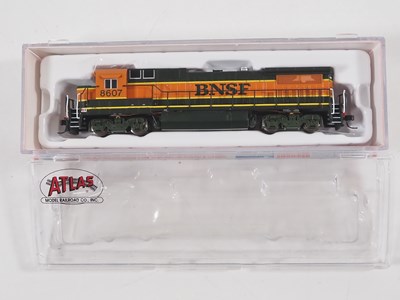 8607
BNSF
ATLAS
MODEL RAILROAD CO., INC.